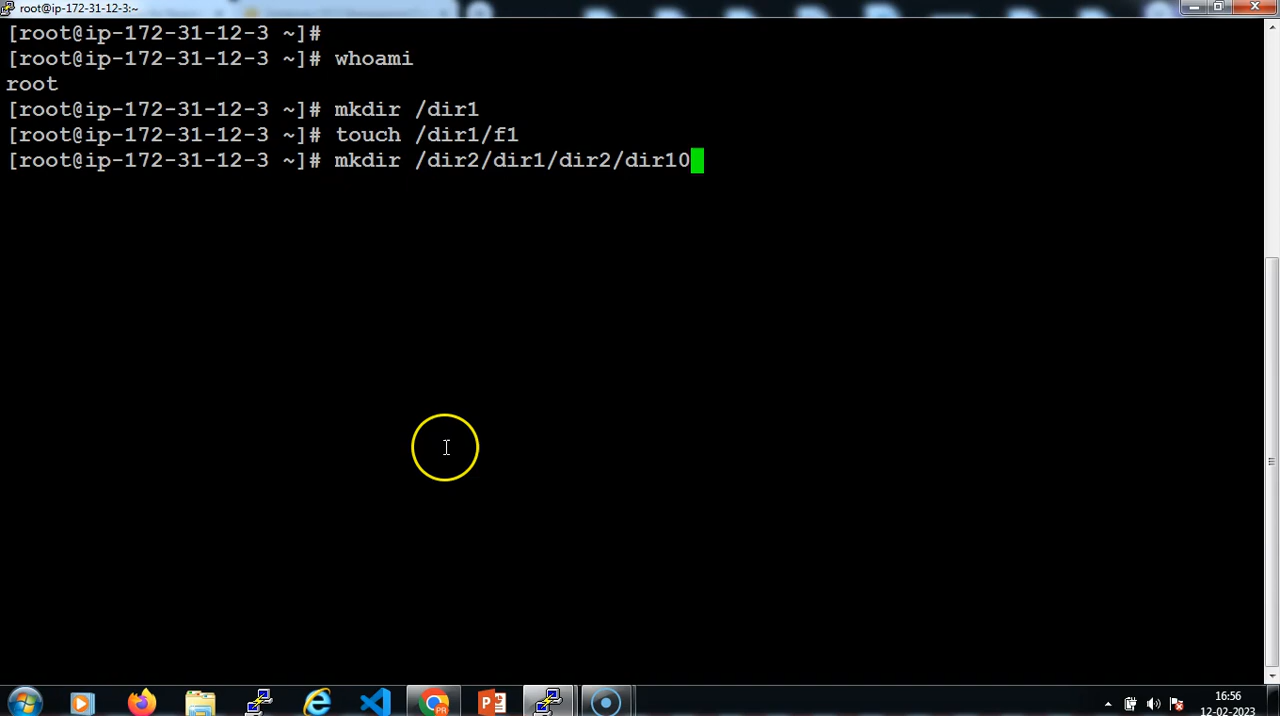 root@ip-172-31-12-3:~
[root@ip-172-31-12-3 ~]#
[root@ip-172-31-12-3 ~]# whoami
root
[root@ip-172-31-12-3 ~]# mkdir /dir1
[root@ip-172-31-12-3 ~]# touch /dir1/f1
[root@ip-172-31-12-3 ~]# mkdir /dir2/dir1/dir2/dir10
PR
P
16:56
12-02-2023